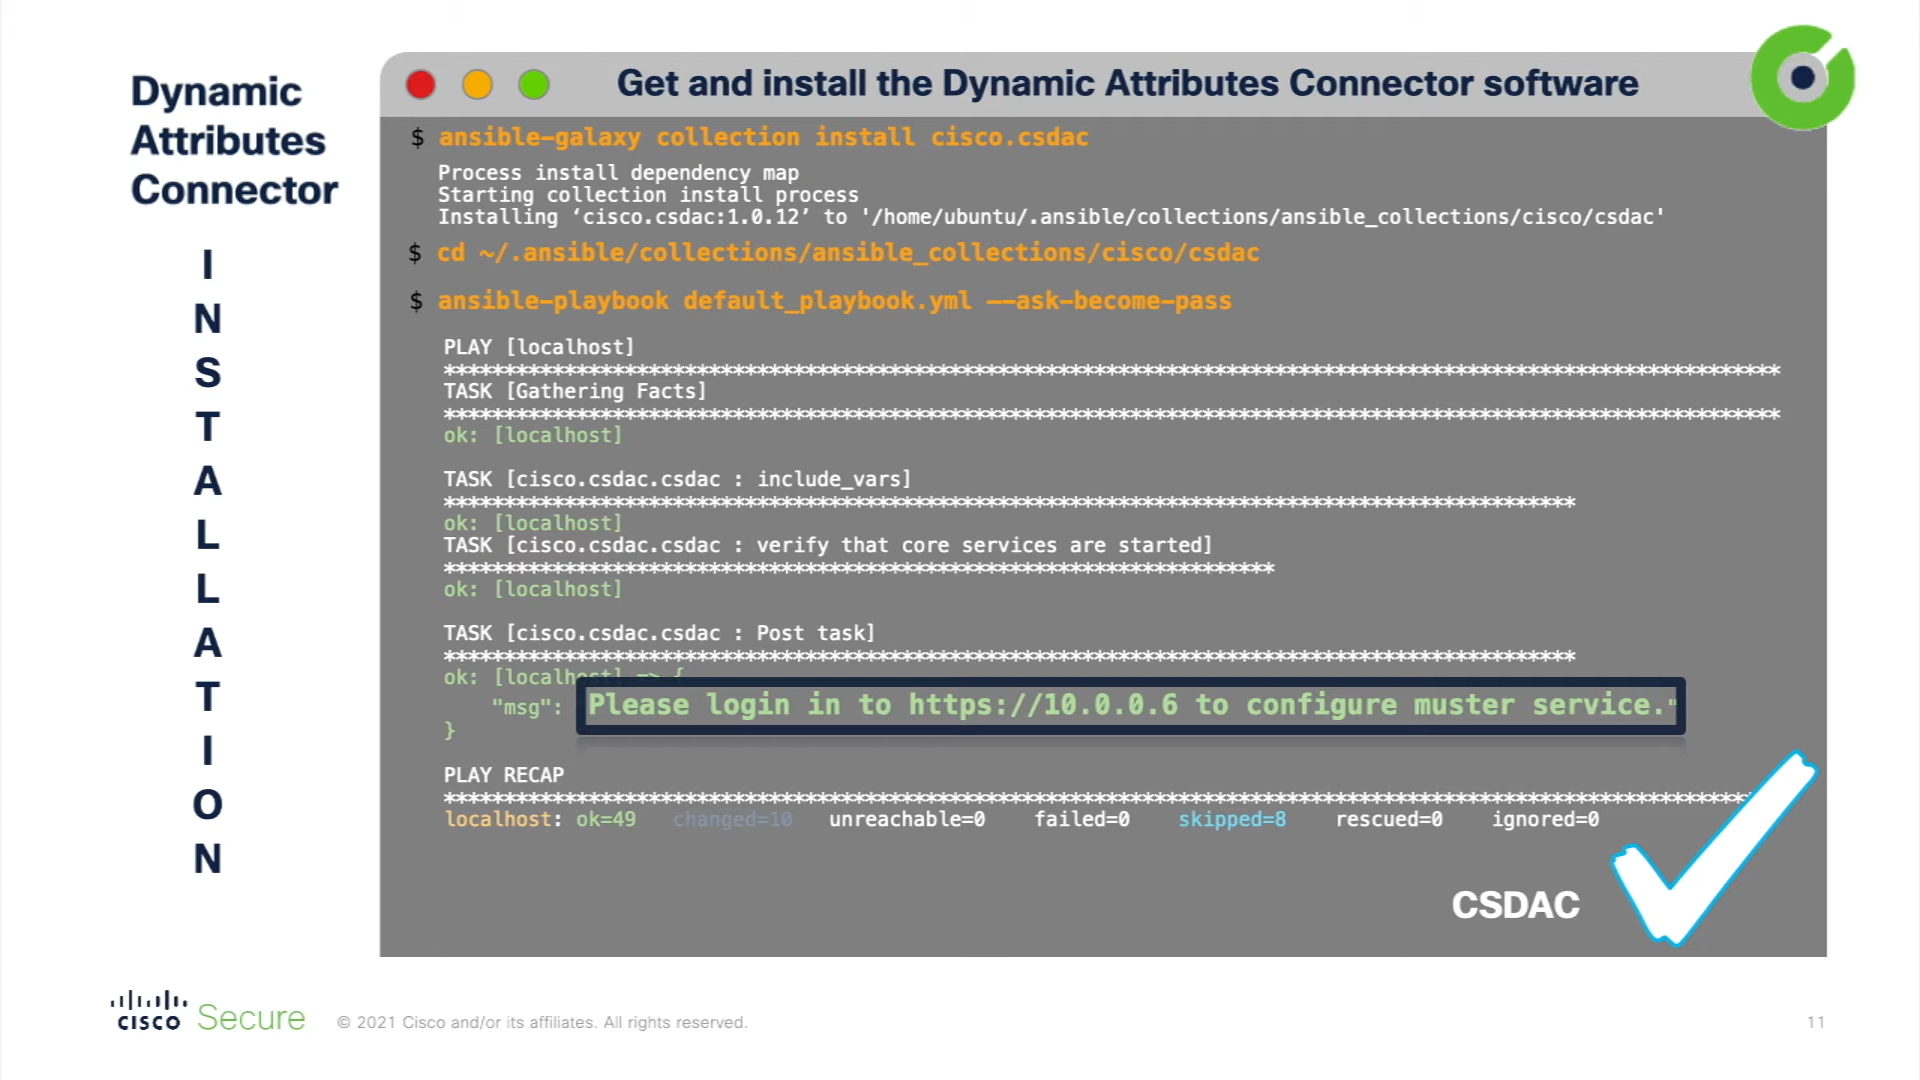 Dynamic
Attributes
Connector
I
N
S
T
A
L
L
A
T
I
O
N
Get and install the Dynamic Attributes Connector software
$ ansible-galaxy collection install cisco.csdac
Process install dependency map
Starting collection install process
Installing ‘cisco.csdac:1.0.12’ to '/home/ubuntu/.ansible/collections/ansible_collections/cisco/csdac'
$ cd ~/.ansible/collections/ansible_collections/cisco/csdac
$ ansible-playbook default_playbook.yml --ask-become-pass
PLAY [localhost]
***************************************************************************************************************
TASK [Gathering Facts]
***************************************************************************************************************
ok: [localhost]
TASK [cisco.csdac.csdac : include_vars]
**********************************************************************************************
ok: [localhost]
TASK [cisco.csdac.csdac : verify that core services are started]
*********************************************************************
ok: [localhost]
TASK [cisco.csdac.csdac : Post task]
**********************************************************************************************
ok: [localhost] => {
"msg": Please login in to https://10.0.0.6 to configure muster service."
}
PLAY RECAP
*************************************************************************************************************
localhost: ok=49 changed=10 unreachable=0 failed=0 skipped=8 rescued=0 ignored=0
CSDAC
cisco Secure © 2021 Cisco and/or its affiliates. All rights reserved. 11